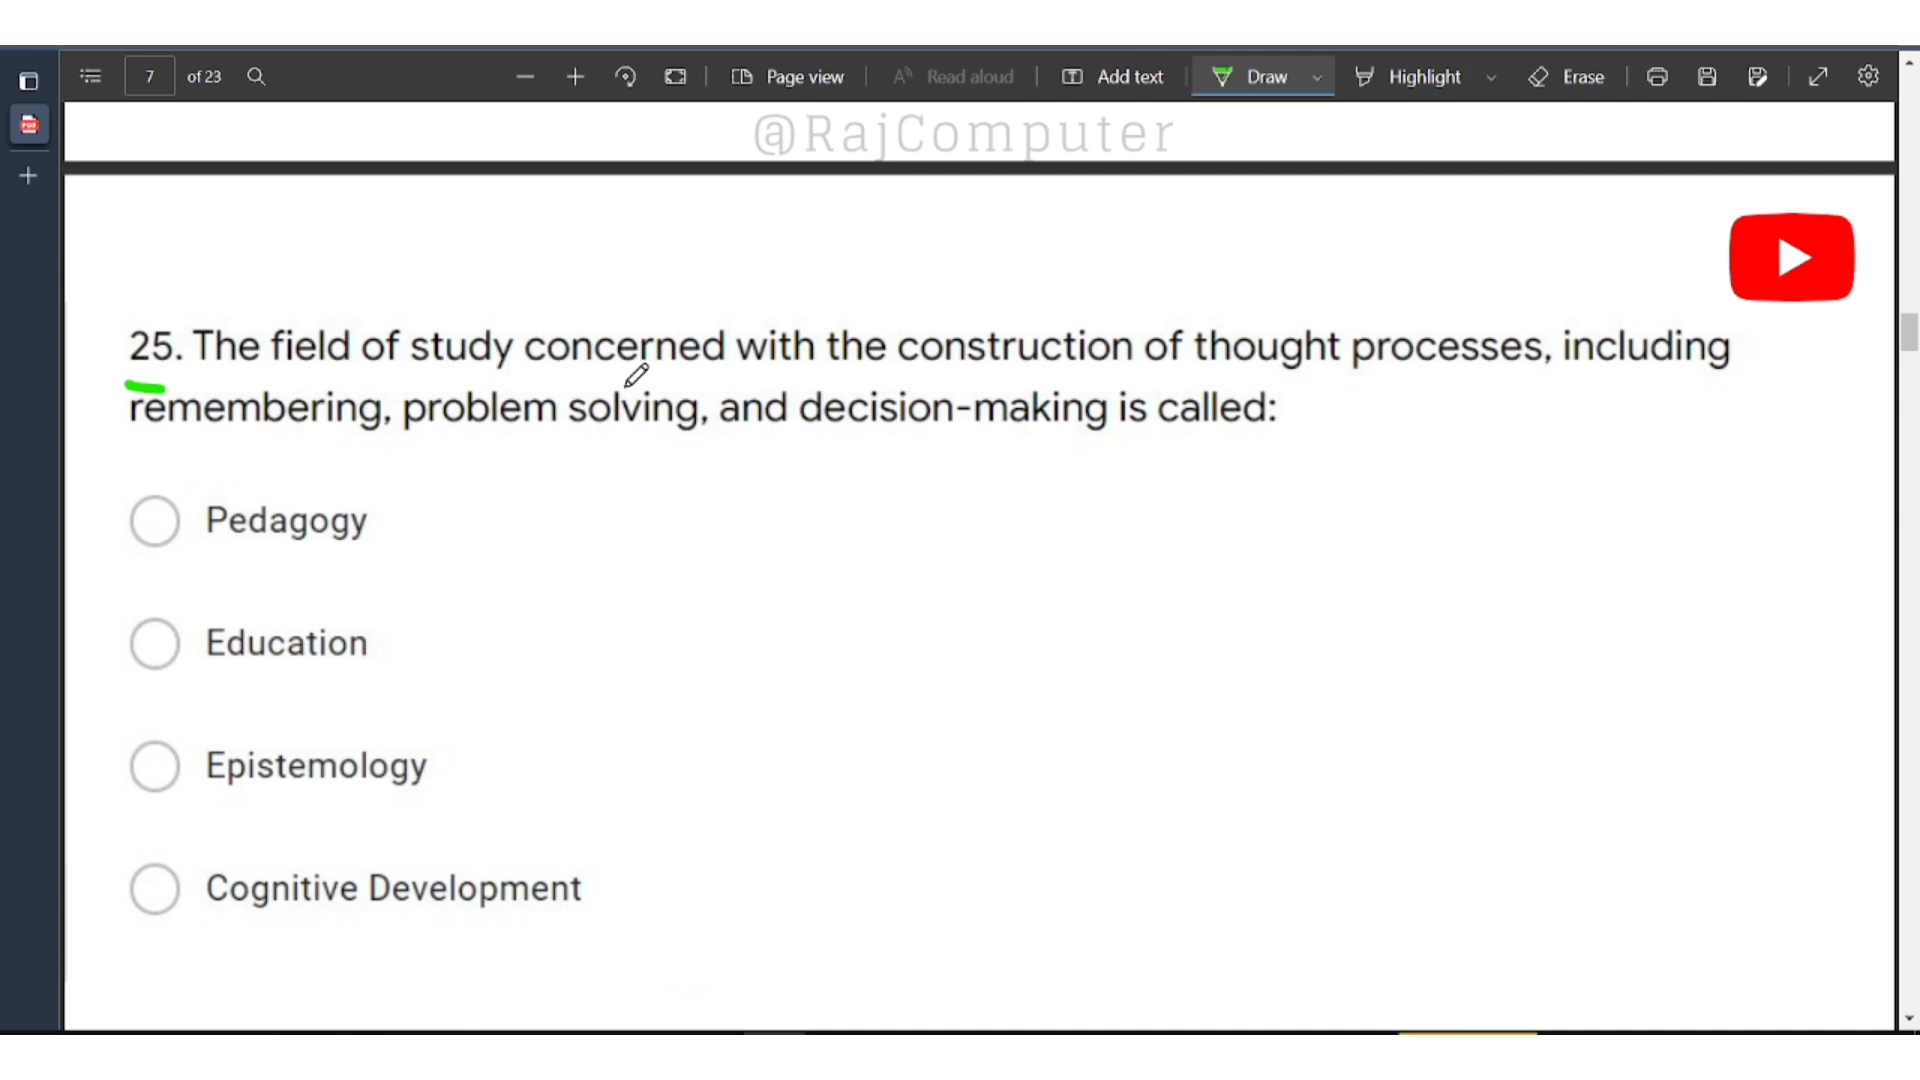 7 of 23 Page view Read aloud Add text Draw Highlight Erase
@RajComputer
25. The field of study concerned with the construction of thought processes, including
remembering, problem solving, and decision-making is called:
Pedagogy
Education
Epistemology
Cognitive Development